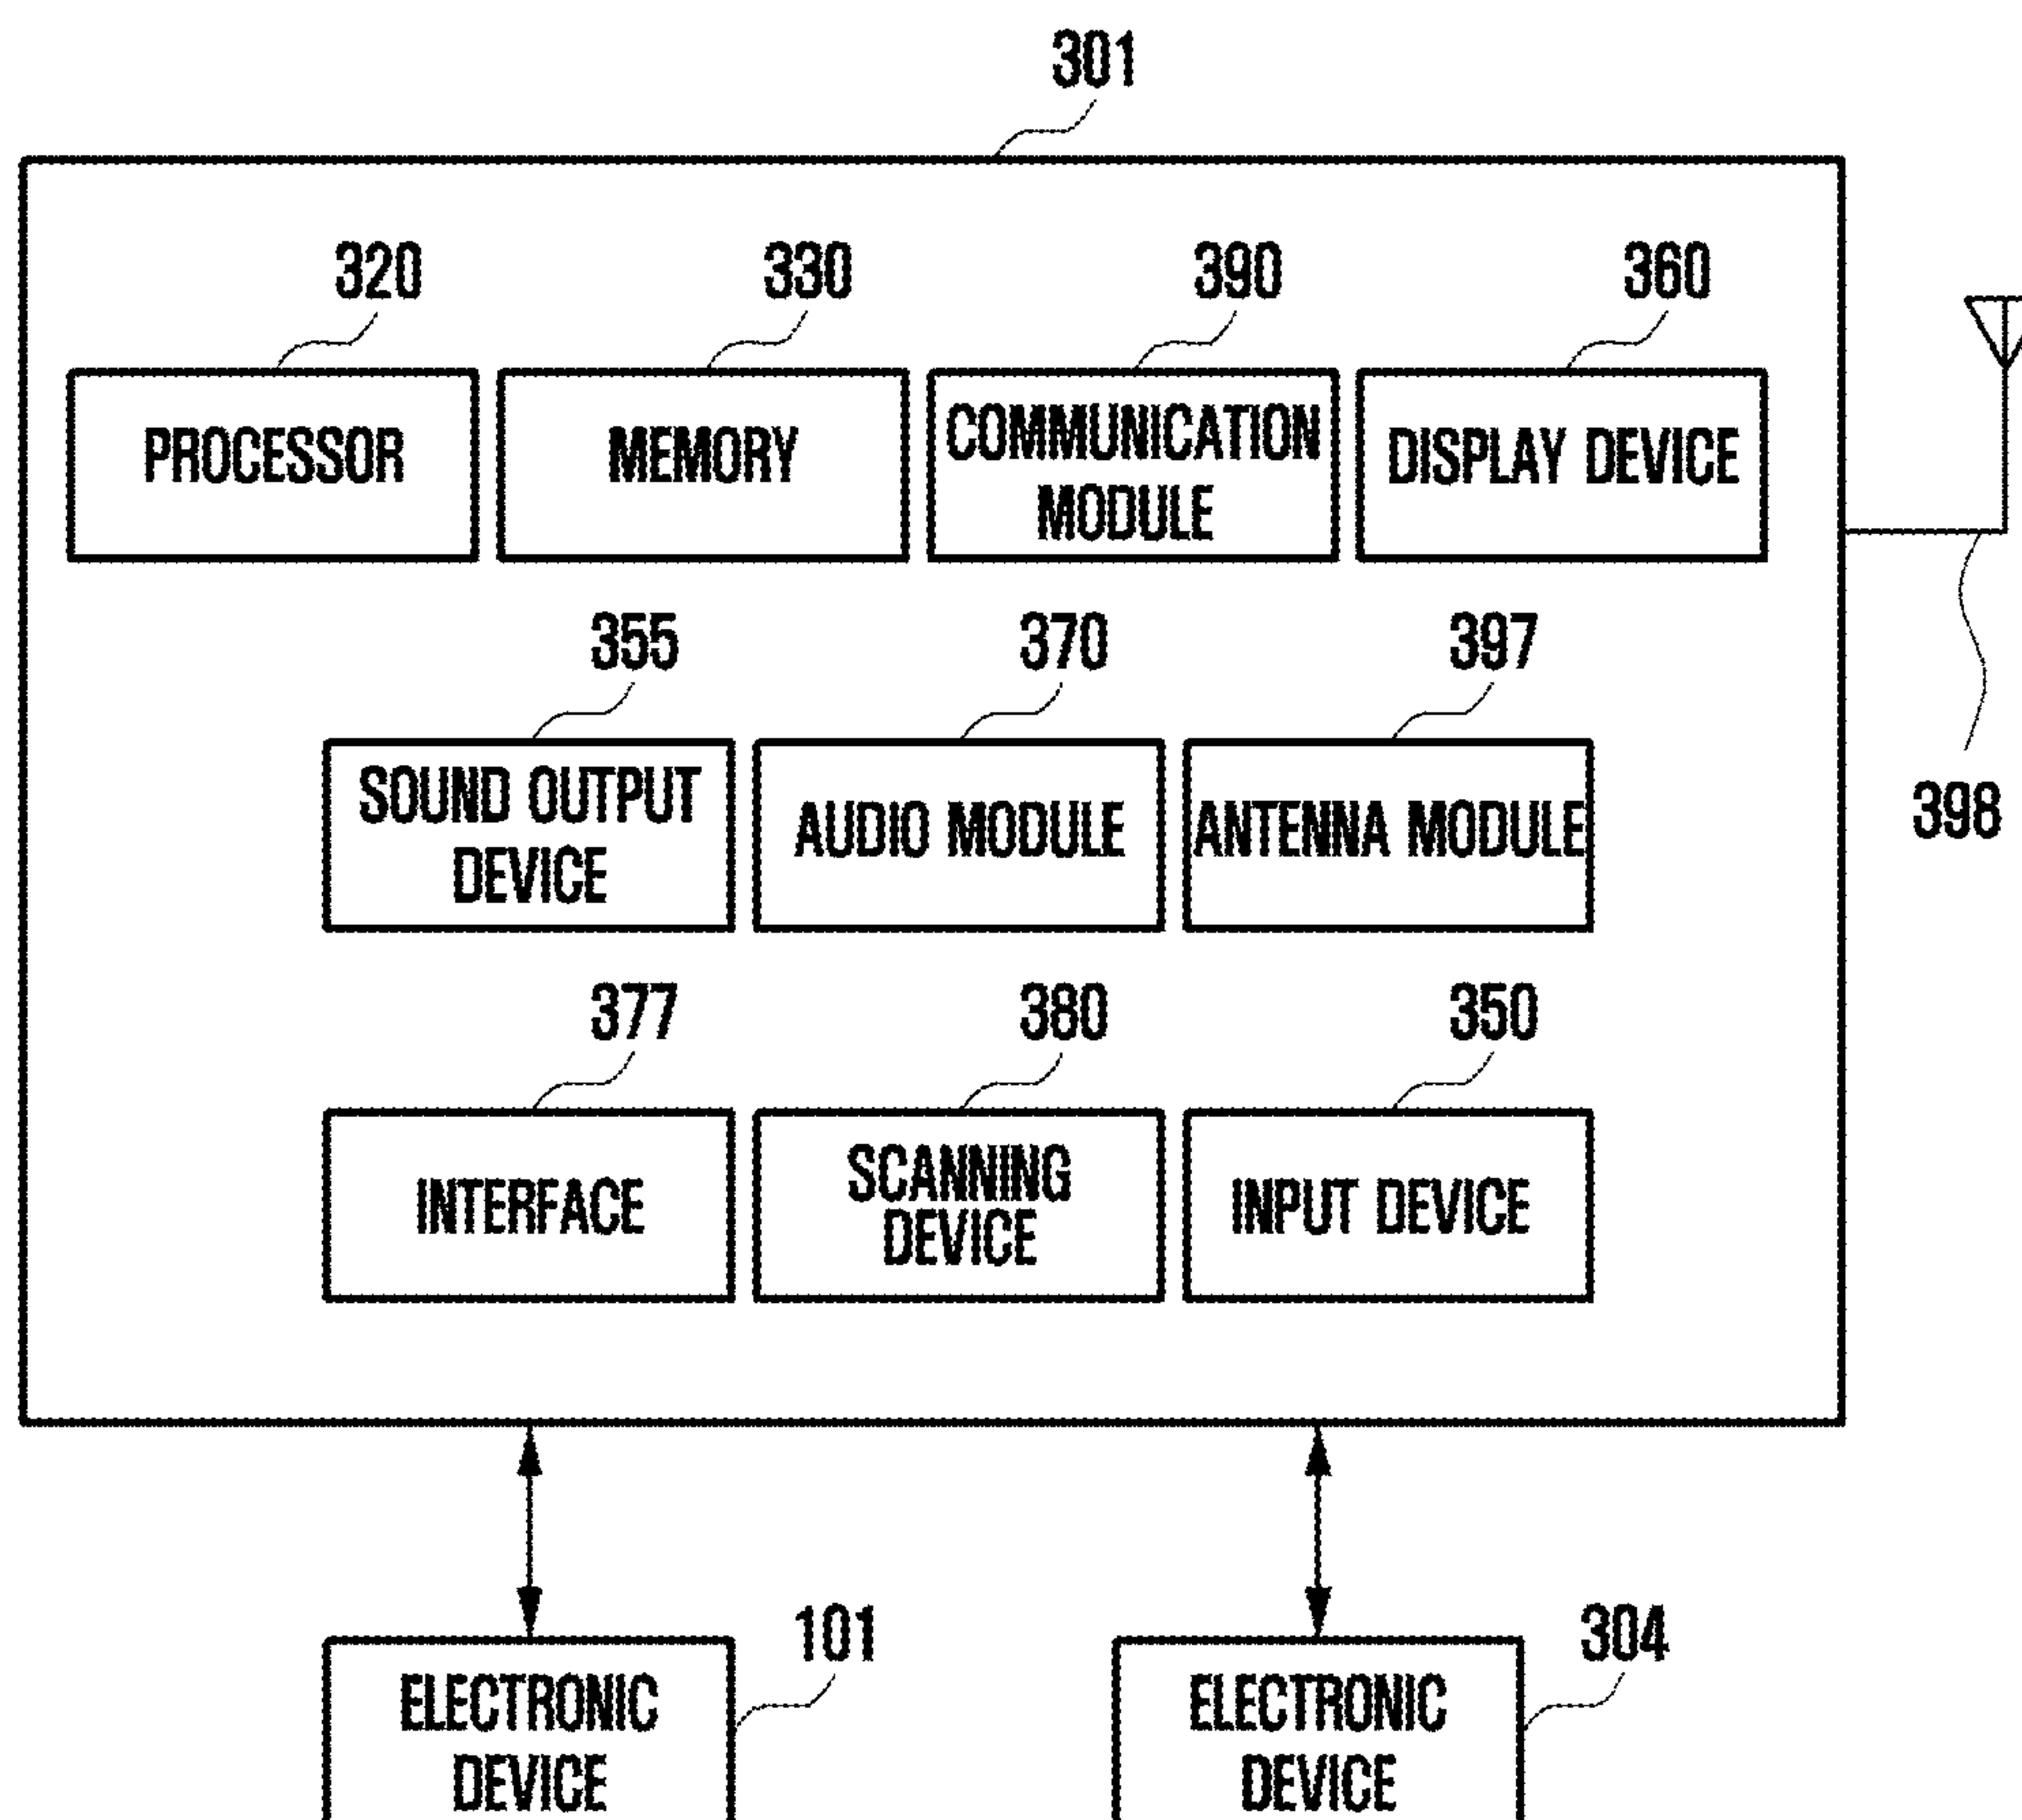 301
320
330
390
360
PROCESSOR
MEMORY
COMMUNICATION
MODULE
DISPLAY DEVICE
355
370
397
SOUND OUTPUT
DEVICE
AUDIO MODULE
ANTENNA MODULE
398
377
380
350
INTERFACE
SCANNING
DEVICE
INPUT DEVICE
101
304
ELECTRONIC
DEVICE
ELECTRONIC
DEVICE